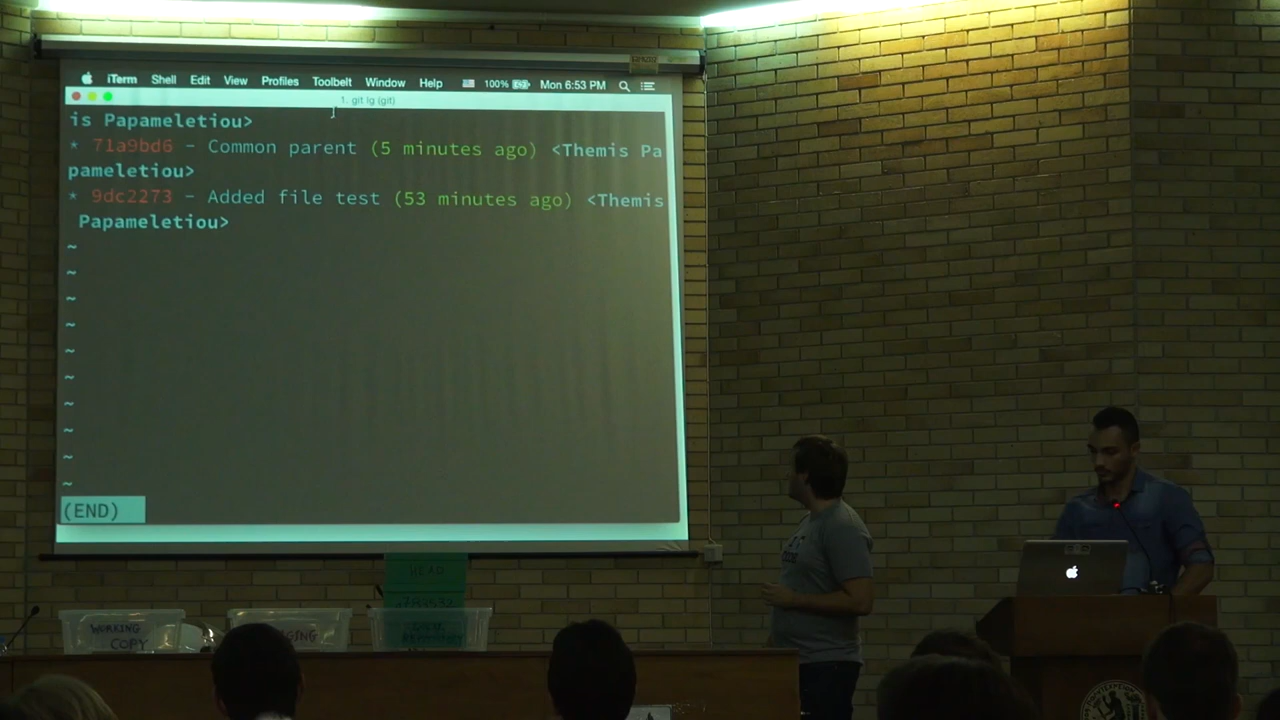 iTerm Shell Edit View Profiles Toolbelt Window Help 100% Mon 6:53 PM
1. git lg (git)
is Papameletiou>
* 71a9bd6 - Common parent (5 minutes ago) <Themis Pa
pameletiou>
* 9dc2273 - Added file test (53 minutes ago) <Themis
Papameletiou>
~
~
~
~
~
~
~
~
~
~
(END)
HEAD
WORKING
COPY